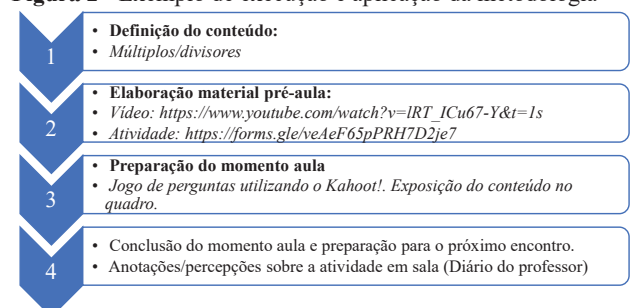 Figura 2 - Exemplo de execução e aplicação da metodologia
1
• Definição do conteúdo:
• Múltiplos/divisores
2
• Elaboração material pré-aula:
• Vídeo: https://www.youtube.com/watch?v=lRT_ICu67-Y&t=1s
• Atividade: https://forms.gle/veAeF65pPRH7D2je7
3
• Preparação do momento aula
• Jogo de perguntas utilizando o Kahoot!. Exposição do conteúdo no
quadro.
4
• Conclusão do momento aula e preparação para o próximo encontro.
• Anotações/percepções sobre a atividade em sala (Diário do professor)